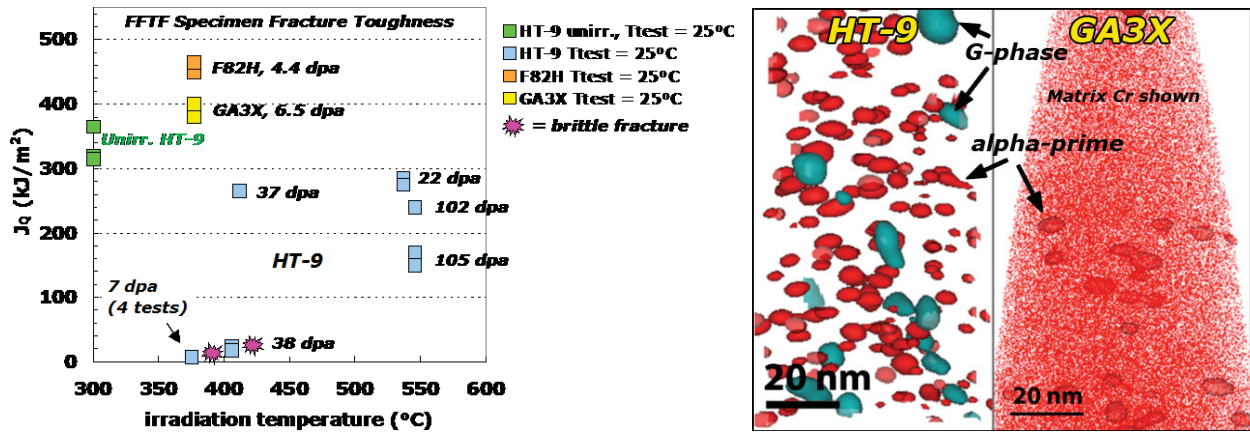 FFTF Specimen Fracture Toughness
500
400
300
200
100
0
300
400
450
500
550
600
irradiation temperature (ºC)
J_Q (kJ/m²)
F82H, 4.4 dpa
GA3X, 6.5 dpa
Unirr. HT-9
37 dpa
22 dpa
102 dpa
HT-9
105 dpa
7 dpa
(4 tests)
38 dpa
HT-9 unirr., Ttest = 25ºC
HT-9 Ttest = 25ºC
F82H Ttest = 25ºC
GA3X Ttest = 25ºC
= brittle fracture
HT-9
GA3X
G-phase
Matrix Cr shown
alpha-prime
20 nm
20 nm